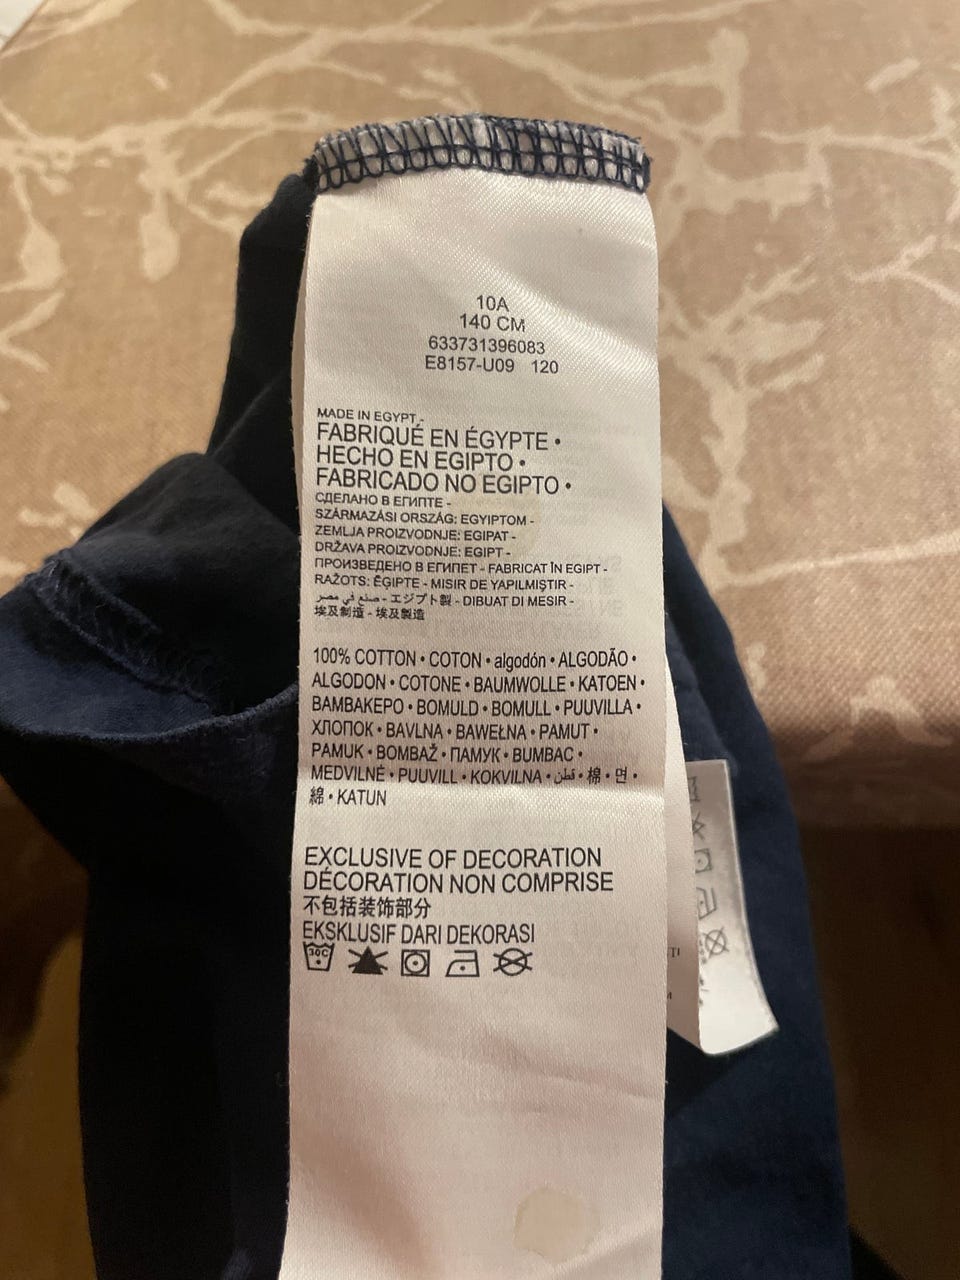 10A
140 CM
633731396083
E8157-U09 120
MADE IN EGYPT -
FABRIQUÉ EN ÉGYPTE •
HECHO EN EGIPTO •
FABRICADO NO EGIPTO •
СДЕЛАНО В ЕГИПТЕ -
SZÁRMAZÁSI ORSZÁG: EGYIPTOM -
ZEMLJA PROIZVODNJE: EGIPAT -
DRŽAVA PROIZVODNJE: EGIPT -
ПРОИЗВЕДЕНО В ЕГИПЕТ - FABRICAT ÎN EGIPT -
RAŽOTS: ĒĢIPTE - MISIR DE YAPILMIŞTIR -
صنع في مصر - エジプト製 - DIBUAT DI MESIR -
埃及制造 - 埃及製造
100% COTTON • COTON • algodón • ALGODÃO •
ALGODON • COTONE • BAUMWOLLE • KATOEN •
ΒΑΜΒΑΚΕΡΟ • BOMULD • BOMULL • PUUVILLA •
ХЛОПОК • BAVLNA • BAWEŁNA • PAMUT •
PAMUK • BOMBAŽ • ПАМУК • BUMBAC •
MEDVILNĖ • PUUVILL • KOKVILNA • قطن • 棉 • 면 •
綿 • KATUN
EXCLUSIVE OF DECORATION
DÉCORATION NON COMPRISE
不包括装饰部分
EKSKLUSIF DARI DEKORASI
30C